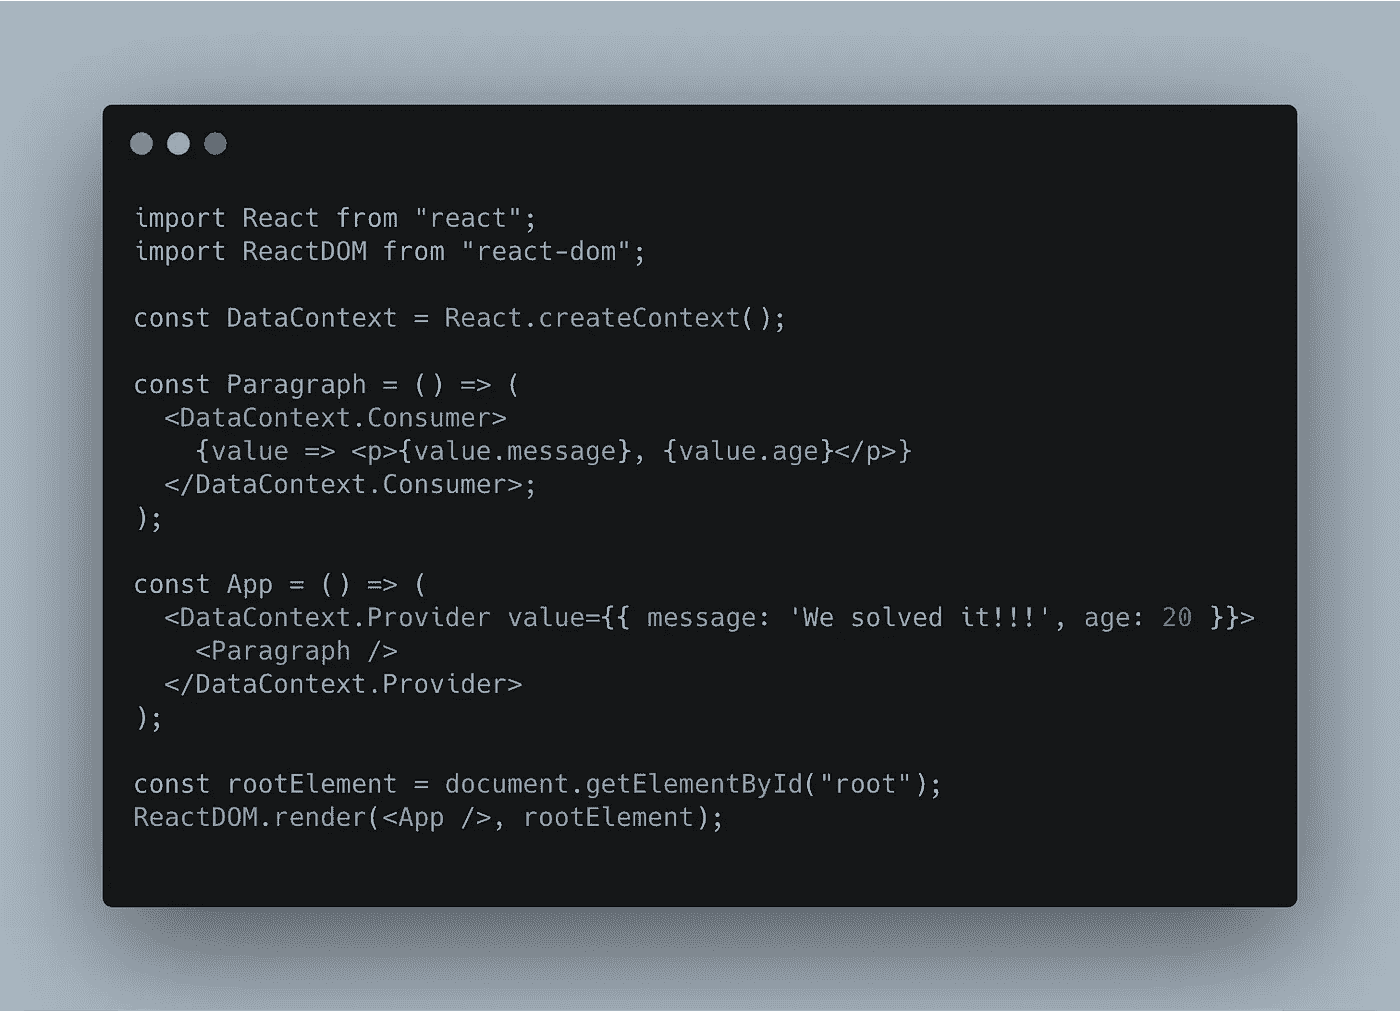 import React from "react";
import ReactDOM from "react-dom";

const DataContext = React.createContext();

const Paragraph = () => (
  <DataContext.Consumer>
    {value => <p>{value.message}, {value.age}</p>}
  </DataContext.Consumer>;
);

const App = () => (
  <DataContext.Provider value={{ message: 'We solved it!!!', age: 20 }}>
    <Paragraph />
  </DataContext.Provider>
);

const rootElement = document.getElementById("root");
ReactDOM.render(<App />, rootElement);